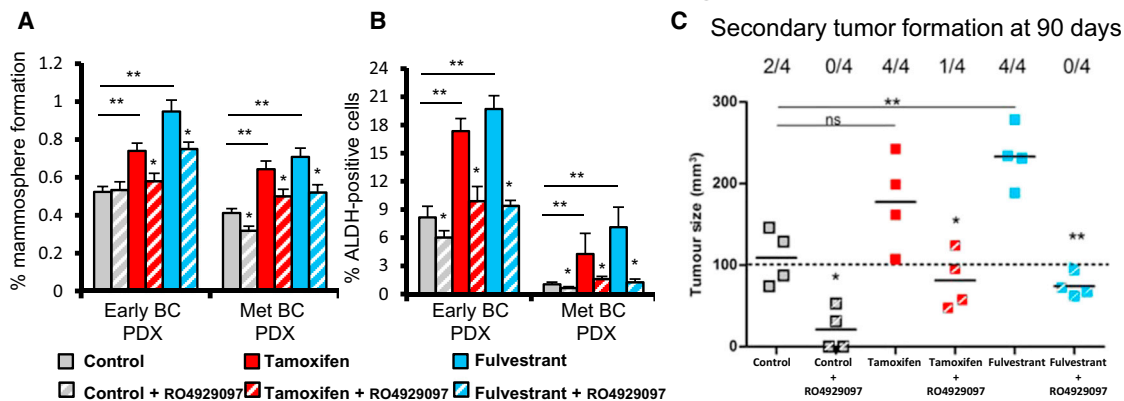 A
% mammosphere formation
1.2
1
0.8
0.6
0.4
0.2
0
**
**
*
*
**
**
*
*
*
Early BC
PDX
Met BC
PDX
B
% ALDH-positive cells
24
21
18
15
12
9
6
3
0
**
**
*
*
*
**
**
*
*
*
Early BC
PDX
Met BC
PDX
Control
Tamoxifen
Fulvestrant
Control + RO4929097
Tamoxifen + RO4929097
Fulvestrant + RO4929097
C
Secondary tumor formation at 90 days
2/4 0/4 4/4 1/4 4/4 0/4
Tumour size (mm³)
300
200
100
0
**
ns
*
*
**
Control
Control
+
RO4929097
Tamoxifen
Tamoxifen
+
RO4929097
Fulvestrant
Fulvestrant
+
RO4929097